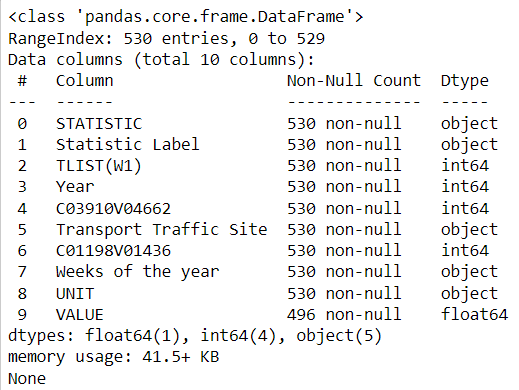 <class 'pandas.core.frame.DataFrame'>
RangeIndex: 530 entries, 0 to 529
Data columns (total 10 columns):
 #   Column                  Non-Null Count  Dtype
---  ------                  --------------  -----
 0   STATISTIC               530 non-null    object
 1   Statistic Label         530 non-null    object
 2   TLIST(W1)               530 non-null    int64
 3   Year                    530 non-null    int64
 4   C03910V04662            530 non-null    int64
 5   Transport Traffic Site  530 non-null    object
 6   C01198V01436            530 non-null    int64
 7   Weeks of the year       530 non-null    object
 8   UNIT                    530 non-null    object
 9   VALUE                   496 non-null    float64
dtypes: float64(1), int64(4), object(5)
memory usage: 41.5+ KB
None